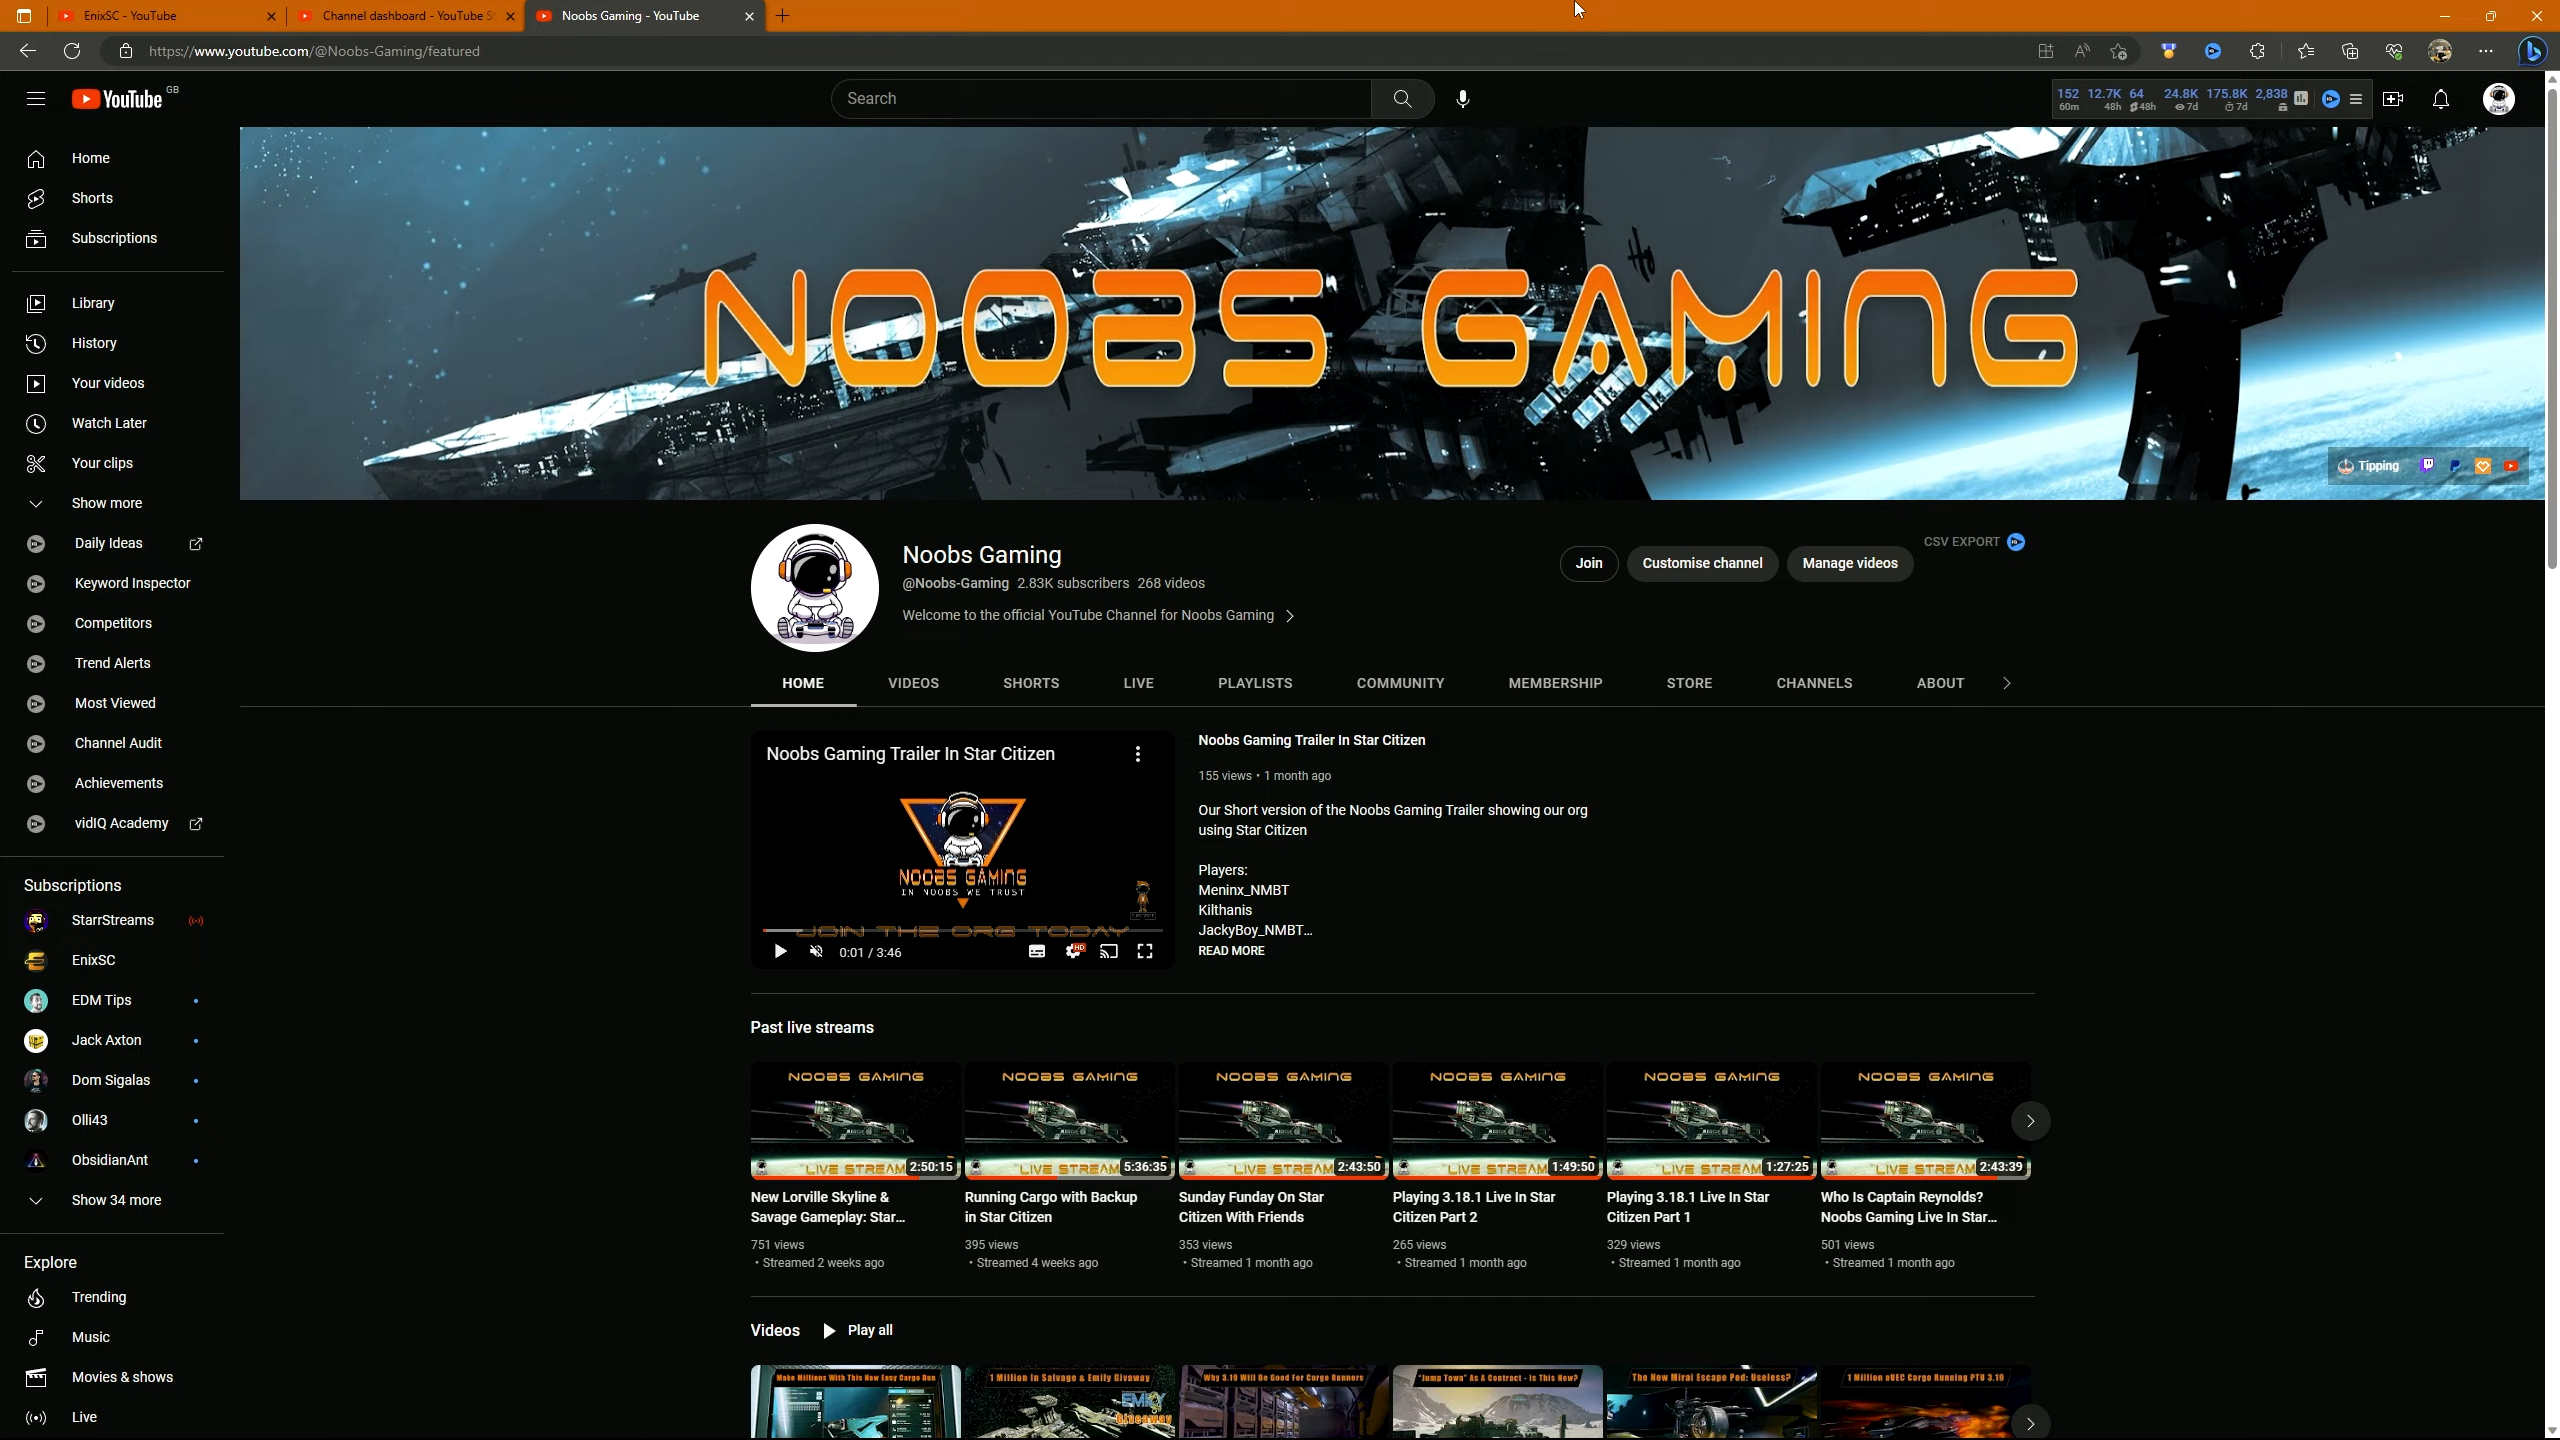 EnixSC - YouTube
Channel dashboard - YouTube St
Noobs Gaming - YouTube
https://www.youtube.com/@Noobs-Gaming/featured
YouTube GB
Search
152 12.7K 64 24.8K 175.8K 2,838
60m 48h 48h 7d 7d
Home
Shorts
Subscriptions
Library
History
Your videos
Watch Later
Your clips
Show more
Daily Ideas
Keyword Inspector
Competitors
Trend Alerts
Most Viewed
Channel Audit
Achievements
vidIQ Academy
Subscriptions
StarrStreams
EnixSC
EDM Tips
Jack Axton
Dom Sigalas
Olli43
ObsidianAnt
Show 34 more
Explore
Trending
Music
Movies & shows
Live
NOOBS GAMING
Tipping
Noobs Gaming
@Noobs-Gaming 2.83K subscribers 268 videos
Welcome to the official YouTube Channel for Noobs Gaming
Join
Customise channel
Manage videos
CSV EXPORT
HOME
VIDEOS
SHORTS
LIVE
PLAYLISTS
COMMUNITY
MEMBERSHIP
STORE
CHANNELS
ABOUT
Noobs Gaming Trailer In Star Citizen
NOOBS GAMING
IN NOOBS WE TRUST
JOIN THE ORG TODAY
0:01 / 3:46
HD
Noobs Gaming Trailer In Star Citizen
155 views • 1 month ago
Our Short version of the Noobs Gaming Trailer showing our org
using Star Citizen
Players:
Meninx_NMBT
Kilthanis
JackyBoy_NMBT...
READ MORE
Past live streams
NOOBS GAMING
LIVE STREAM
2:50:15
New Lorville Skyline &
Savage Gameplay: Star...
751 views
• Streamed 2 weeks ago
NOOBS GAMING
LIVE STREAM
5:36:35
Running Cargo with Backup
in Star Citizen
395 views
• Streamed 4 weeks ago
NOOBS GAMING
LIVE STREAM
2:43:50
Sunday Funday On Star
Citizen With Friends
353 views
• Streamed 1 month ago
NOOBS GAMING
LIVE STREAM
1:49:50
Playing 3.18.1 Live In Star
Citizen Part 2
265 views
• Streamed 1 month ago
NOOBS GAMING
LIVE STREAM
1:27:25
Playing 3.18.1 Live In Star
Citizen Part 1
329 views
• Streamed 1 month ago
NOOBS GAMING
LIVE STREAM
2:43:39
Who Is Captain Reynolds?
Noobs Gaming Live In Star...
501 views
• Streamed 1 month ago
Videos
Play all
Make Millions With This New Easy Cargo Run
1 Million In Salvage & Emily Givaway
EMILY
Giveaway
Why 3.19 Will Be Good For Cargo Runners
"Jump Town" As A Contract - Is This New?
The New Mirai Escape Pod: Useless?
1 Million aUEC Cargo Running PTU 3.19